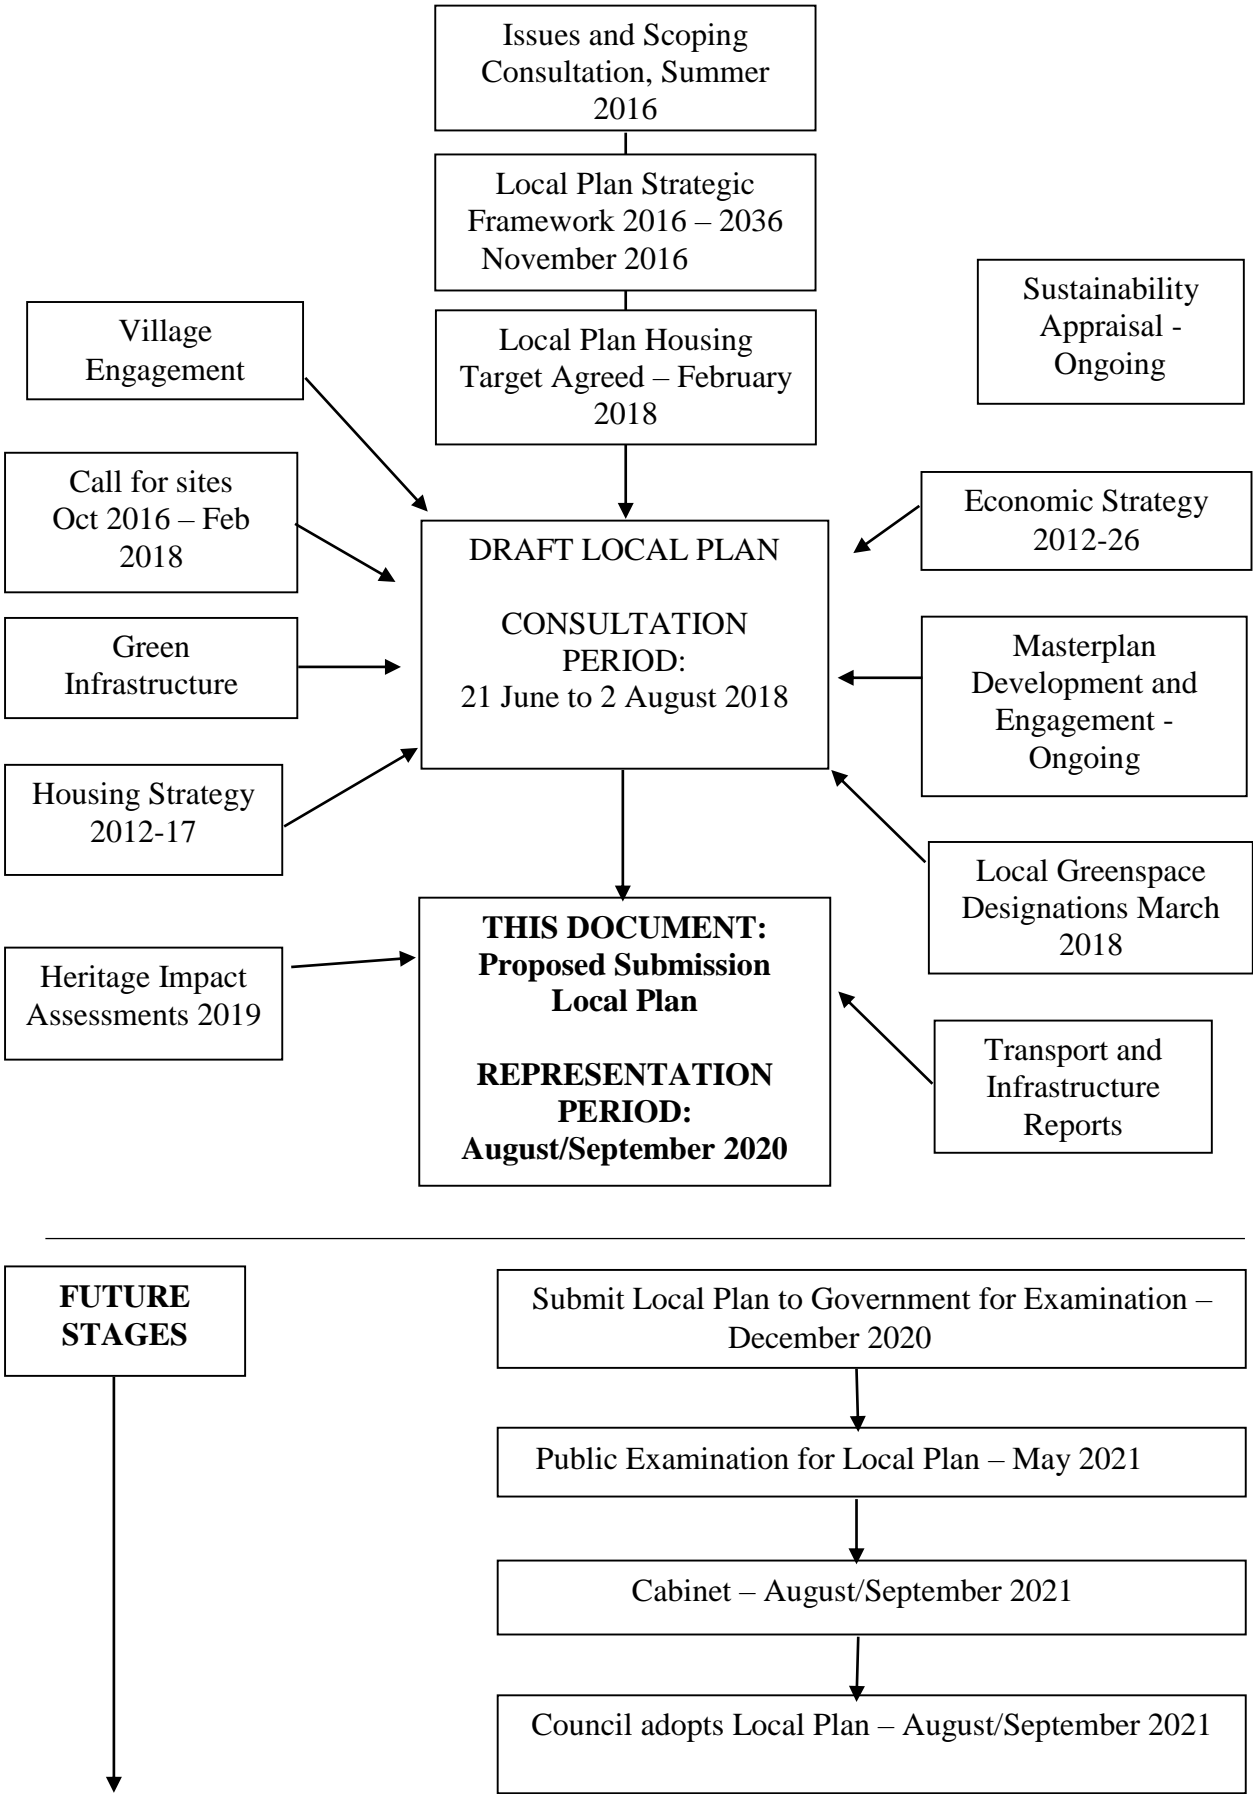 Issues and Scoping
Consultation, Summer
2016
Local Plan Strategic
Framework 2016 – 2036
November 2016
Sustainability
Appraisal -
Ongoing
Village
Engagement
Local Plan Housing
Target Agreed – February
2018
Call for sites
Oct 2016 – Feb
2018
Economic Strategy
2012-26
DRAFT LOCAL PLAN
CONSULTATION
PERIOD:
21 June to 2 August 2018
Green
Infrastructure
Masterplan
Development and
Engagement -
Ongoing
Housing Strategy
2012-17
Local Greenspace
Designations March
2018
THIS DOCUMENT:
Proposed Submission
Local Plan
REPRESENTATION
PERIOD:
August/September 2020
Heritage Impact
Assessments 2019
Transport and
Infrastructure
Reports
FUTURE
STAGES
Submit Local Plan to Government for Examination –
December 2020
Public Examination for Local Plan – May 2021
Cabinet – August/September 2021
Council adopts Local Plan – August/September 2021